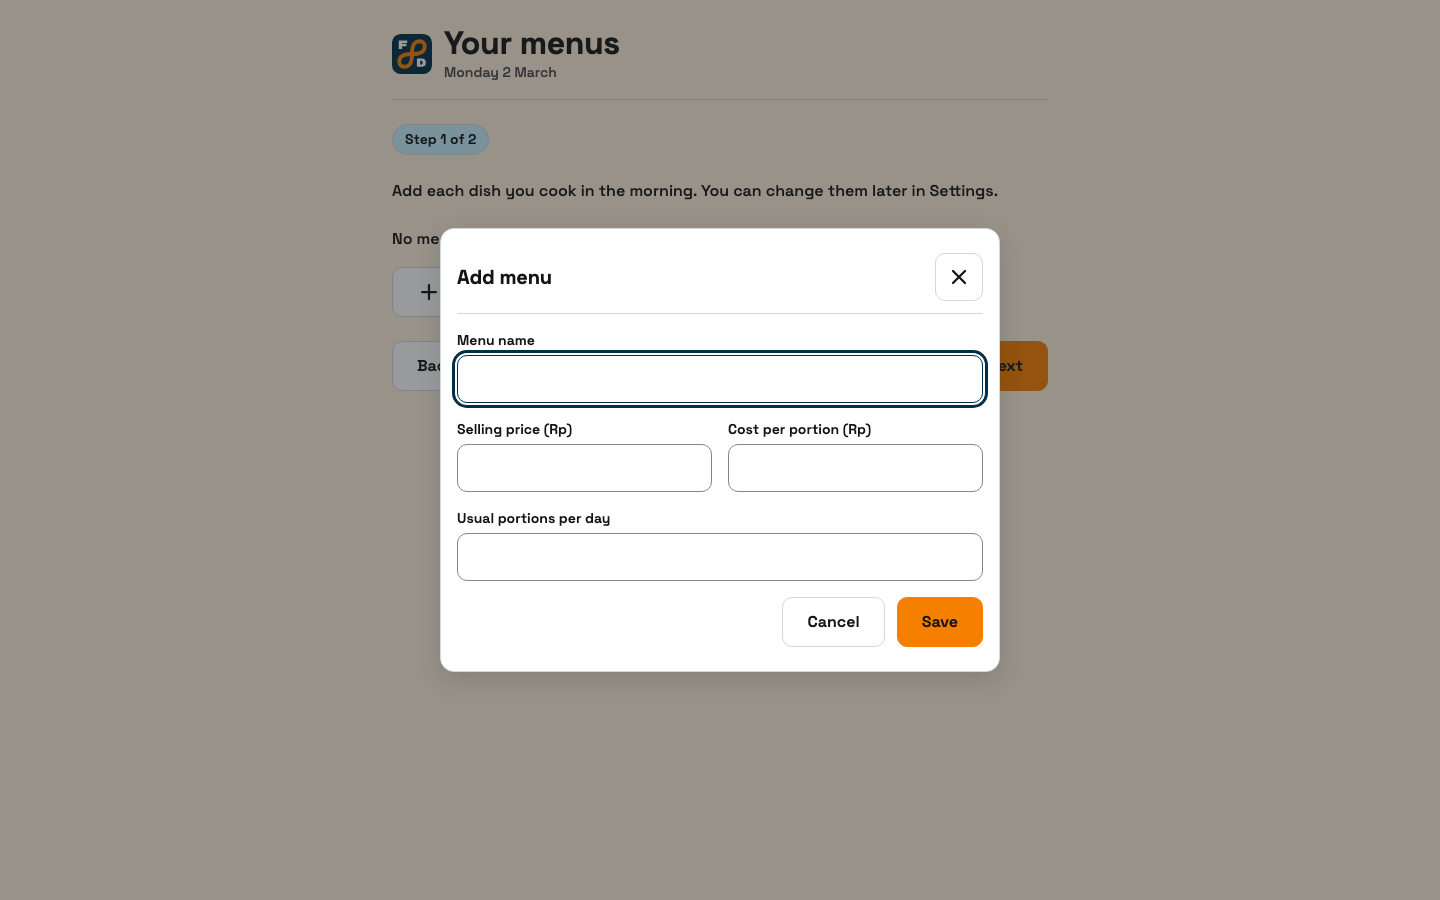 F
D
Your menus
Monday 2 March
Step 1 of 2
Add each dish you cook in the morning. You can change them later in Settings.
No
Add menu
Menu name
Selling price (Rp)
Cost per portion (Rp)
Usual portions per day
Cancel
Save